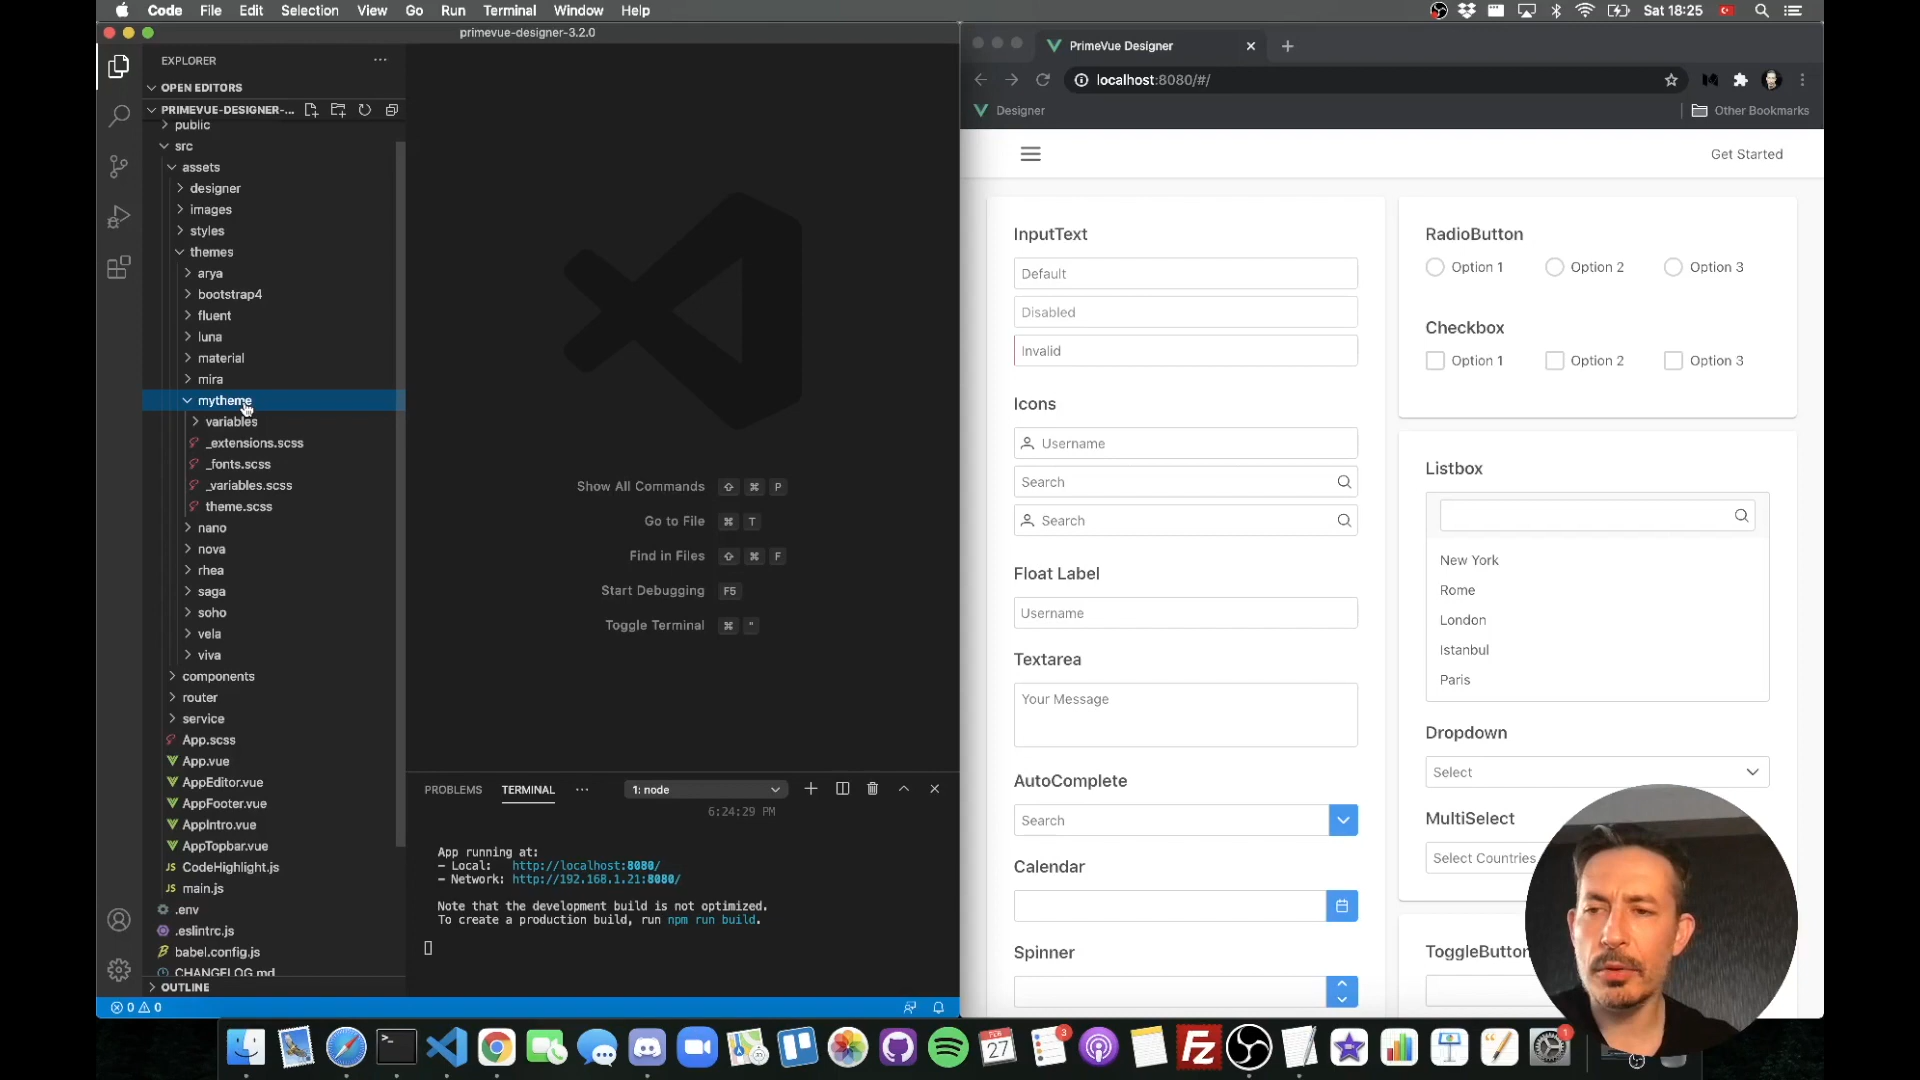 Code File Edit Selection View Go Run Terminal Window Help
Sat 18:25
primevue-designer-3.2.0
EXPLORER
OPEN EDITORS
PRIMEVUE-DESIGNER-...
public
src
assets
designer
images
styles
themes
arya
bootstrap4
fluent
luna
material
mira
mytheme
variables
_extensions.scss
_fonts.scss
_variables.scss
theme.scss
nano
nova
rhea
saga
soho
vela
viva
components
router
service
App.scss
App.vue
AppEditor.vue
AppFooter.vue
AppIntro.vue
AppTopbar.vue
JS CodeHighlight.js
JS main.js
.env
.eslintrc.js
babel.config.js
CHANGELOG.md
OUTLINE
0 0
Show All Commands ⌘ P
Go to File ⌘ T
Find in Files ⌘ F
Start Debugging F5
Toggle Terminal ⌘ "
PROBLEMS TERMINAL ... 1: node
6:24:29 PM
App running at:
- Local: http://localhost:8080/
- Network: http://192.168.1.21:8080/
Note that the development build is not optimized.
To create a production build, run npm run build.
PrimeVue Designer
localhost:8080/#/
Designer
Other Bookmarks
Get Started
InputText
Default
Disabled
Invalid
Icons
Username
Search
Search
Float Label
Username
Textarea
Your Message
AutoComplete
Search
Calendar
Spinner
RadioButton
Option 1 Option 2 Option 3
Checkbox
Option 1 Option 2 Option 3
Listbox
New York
Rome
London
Istanbul
Paris
Dropdown
Select
MultiSelect
Select Countries
ToggleButton
FEB
27
3
Fz
1